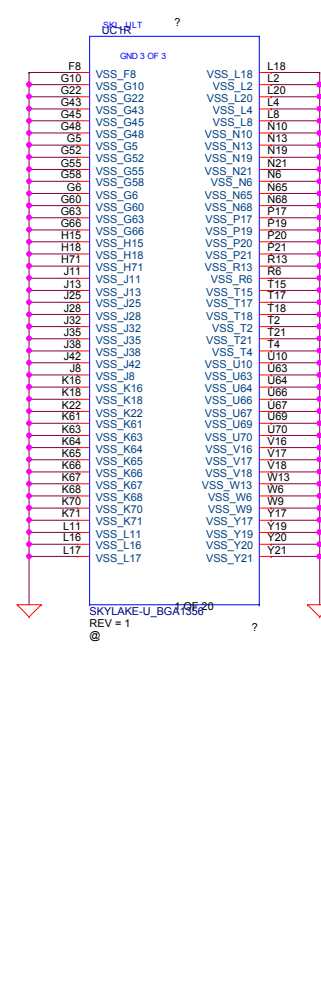 SKL_ULT
?
UC1R
GND 3 OF 3
F8 VSS_F8 VSS_L18 L18
G10 VSS_G10 VSS_L2 L2
G22 VSS_G22 VSS_L20 L20
G43 VSS_G43 VSS_L4 L4
G45 VSS_G45 VSS_L8 L8
G48 VSS_G48 VSS_N10 N10
G5 VSS_G5 VSS_N13 N13
G52 VSS_G52 VSS_N19 N19
G55 VSS_G55 VSS_N21 N21
G58 VSS_G58 VSS_N6 N6
G6 VSS_G6 VSS_N65 N65
G60 VSS_G60 VSS_N68 N68
G63 VSS_G63 VSS_P17 P17
G66 VSS_G66 VSS_P19 P19
H15 VSS_H15 VSS_P20 P20
H18 VSS_H18 VSS_P21 P21
H71 VSS_H71 VSS_R13 R13
J11 VSS_J11 VSS_R6 R6
J13 VSS_J13 VSS_T15 T15
J25 VSS_J25 VSS_T17 T17
J28 VSS_J28 VSS_T18 T18
J32 VSS_J32 VSS_T2 T2
J35 VSS_J35 VSS_T21 T21
J38 VSS_J38 VSS_T4 T4
J42 VSS_J42 VSS_U10 U10
J8 VSS_J8 VSS_U63 U63
K16 VSS_K16 VSS_U64 U64
K18 VSS_K18 VSS_U66 U66
K22 VSS_K22 VSS_U67 U67
K61 VSS_K61 VSS_U69 U69
K63 VSS_K63 VSS_U70 U70
K64 VSS_K64 VSS_V16 V16
K65 VSS_K65 VSS_V17 V17
K66 VSS_K66 VSS_V18 V18
K67 VSS_K67 VSS_W13 W13
K68 VSS_K68 VSS_W6 W6
K70 VSS_K70 VSS_W9 W9
K71 VSS_K71 VSS_Y17 Y17
L11 VSS_L11 VSS_Y19 Y19
L16 VSS_L16 VSS_Y20 Y20
L17 VSS_L17 VSS_Y21 Y21
1 OF 20
SKYLAKE-U_BGA1356
REV = 1
?
@